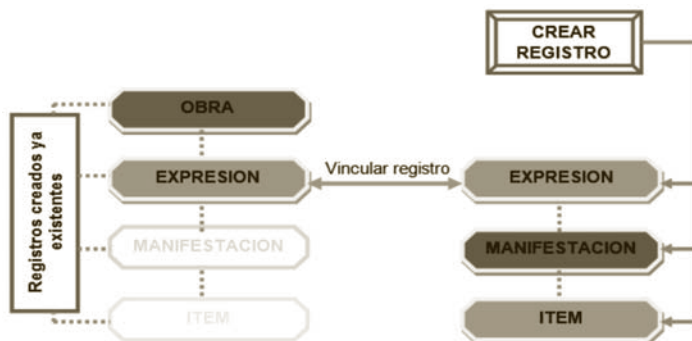 CREAR
REGISTRO
Registros creados ya
existentes
OBRA
EXPRESION
Vincular registro
EXPRESION
MANIFESTACION
MANIFESTACION
ITEM
ITEM